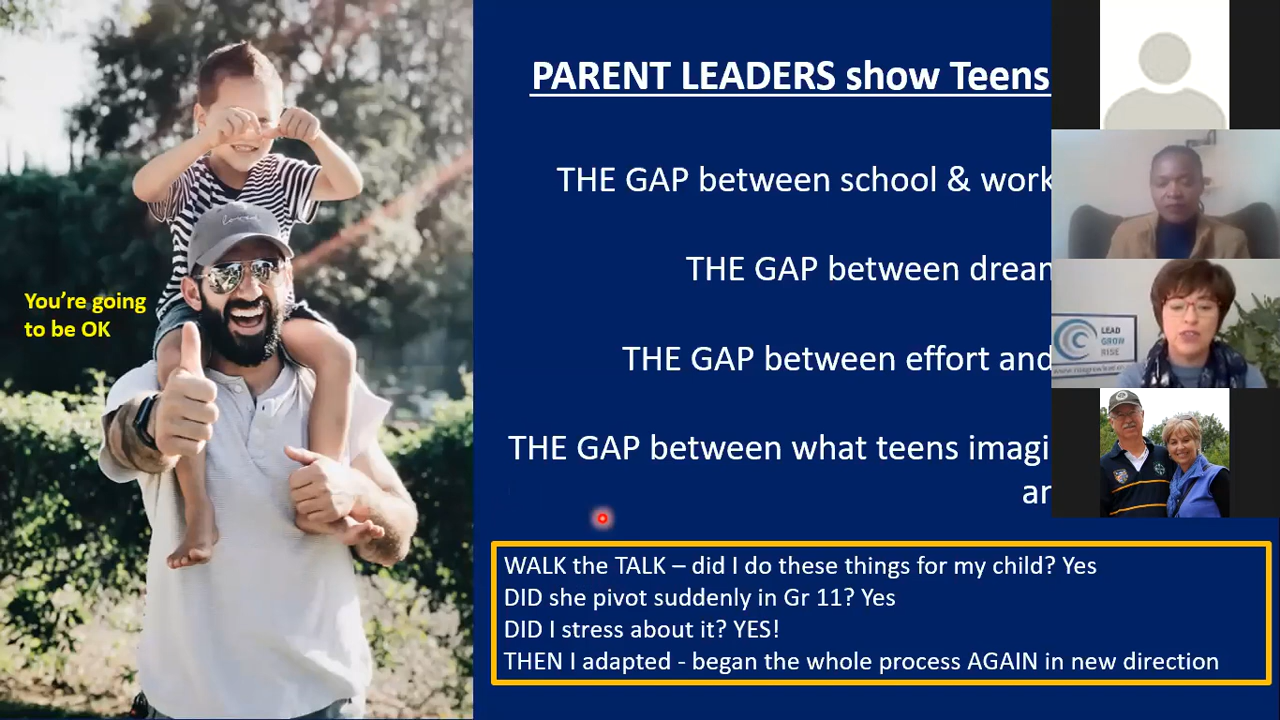 PARENT LEADERS show Teens
THE GAP between school & work
THE GAP between drea
THE GAP between effort and
THE GAP between what teens imagi
ar
You're going
to be OK
loved
LEAD
GROW
RISE
WALK the TALK – did I do these things for my child? Yes
DID she pivot suddenly in Gr 11? Yes
DID I stress about it? YES!
THEN I adapted - began the whole process AGAIN in new direction